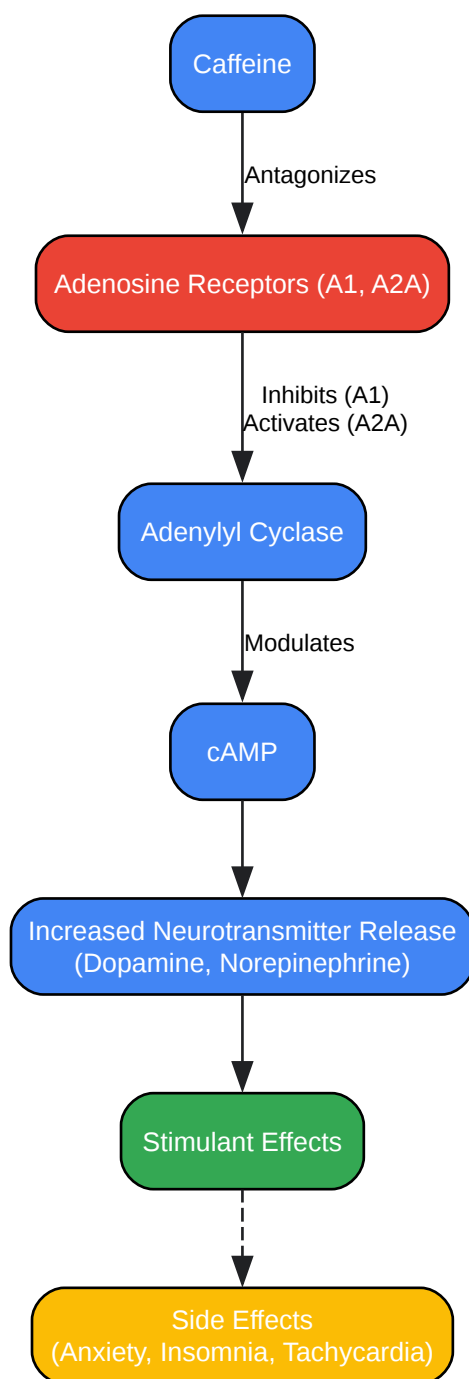 Caffeine
Antagonizes
Adenosine Receptors (A1, A2A)
Inhibits (A1)
Activates (A2A)
Adenylyl Cyclase
Modulates
cAMP
Increased Neurotransmitter Release
(Dopamine, Norepinephrine)
Stimulant Effects
Side Effects
(Anxiety, Insomnia, Tachycardia)